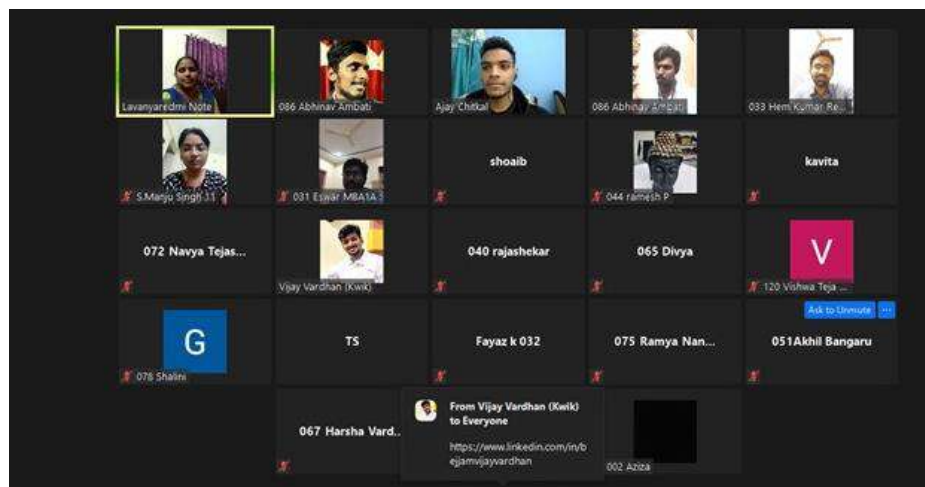 Lavanyaredmi Note
086 Abhinav Ambati
Ajay Chitkal
086 Abhinav Ambati
033 Hem Kumar Re...
S.Manju Singh 11
031 Eswar MBA1A
shoaib
044 ramesh P
kavita
072 Navya Tejas...
Vijay Vardhan (Kwik)
040 rajashekar
065 Divya
V
120 Vishwa Teja ...
G
078 Shalini
TS
Fayaz k 032
075 Ramya Nan...
Ask to Unmute
...
051Akhil Bangaru
067 Harsha Vard..
From Vijay Vardhan (Kwik)
to Everyone
https://www.linkedin.com/in/b
ejjamvijayvardhan
002 Aziza